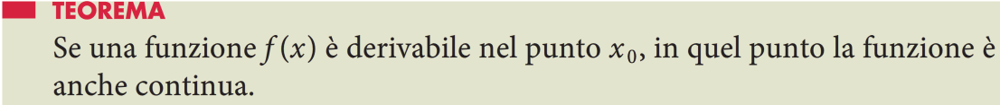 TEOREMA
Se una funzione f(x) è derivabile nel punto x₀, in quel punto la funzione è
anche continua.